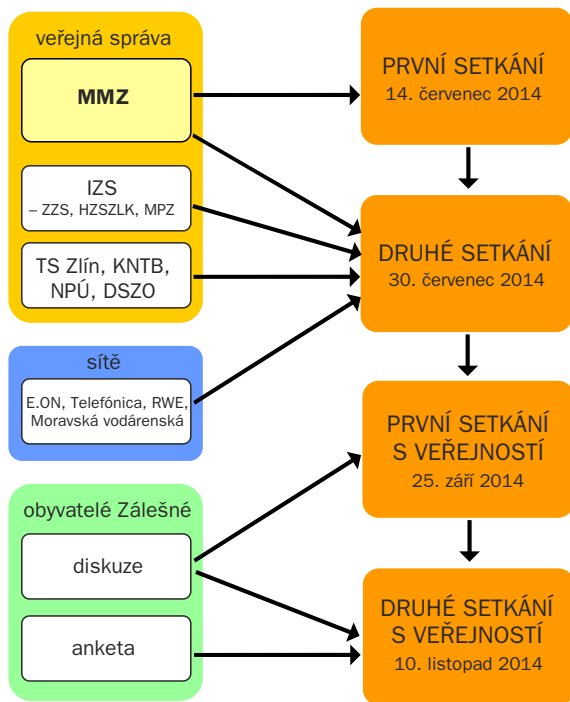 veřejná správa
MMZ
IZS
– ZZS, HZSZLK, MPZ
TS Zlín, KNTB,
NPÚ, DSZO
sítě
E.ON, Telefónica, RWE,
Moravská vodárenská
obyvatelé Zálešné
diskuze
anketa
PRVNÍ SETKÁNÍ
14. červenec 2014
DRUHÉ SETKÁNÍ
30. červenec 2014
PRVNÍ SETKÁNÍ
S VEŘEJNOSTÍ
25. září 2014
DRUHÉ SETKÁNÍ
S VEŘEJNOSTÍ
10. listopad 2014